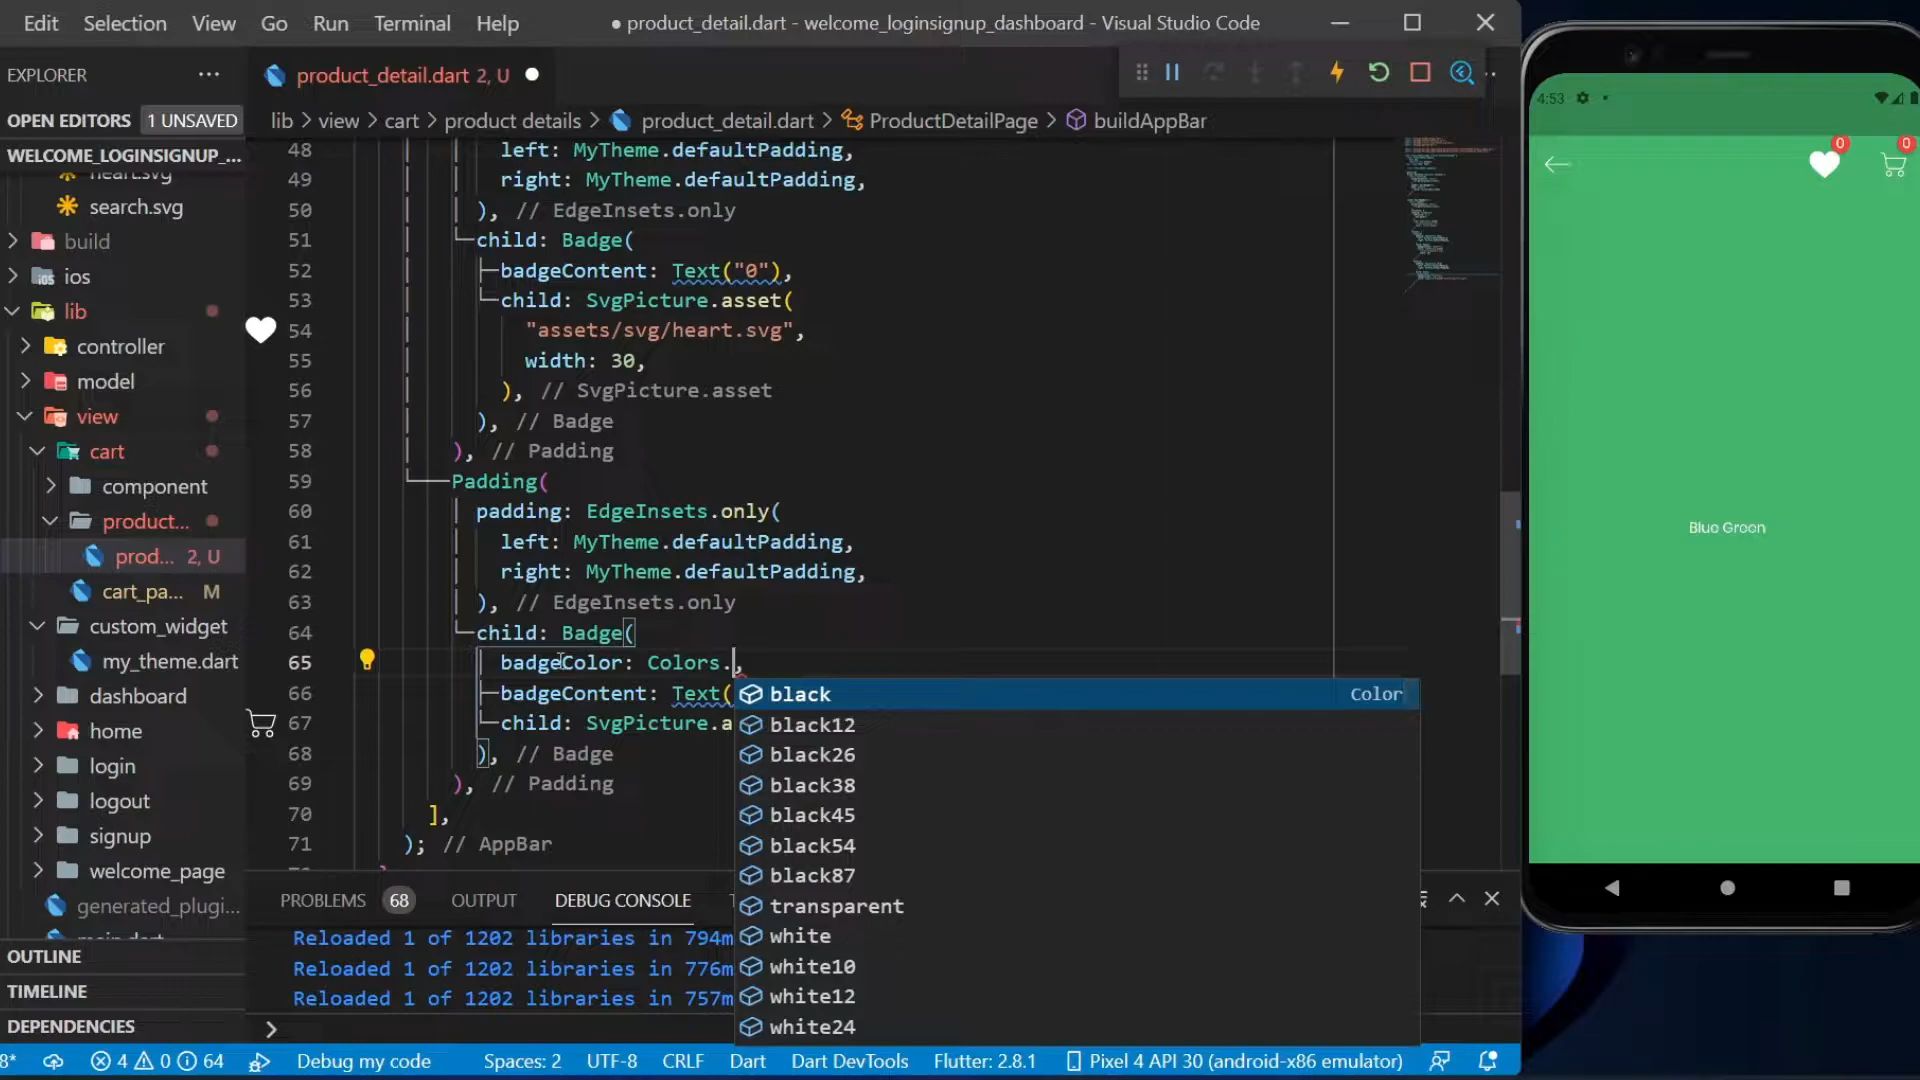 Edit Selection View Go Run Terminal Help ● product_detail.dart - welcome_loginsignup_dashboard - Visual Studio Code
EXPLORER
product_detail.dart 2, U
OPEN EDITORS 1 UNSAVED
lib > view > cart > product details > product_detail.dart > ProductDetailPage > buildAppBar
WELCOME_LOGINSIGNUP_...
heart.svg
search.svg
build
ios
lib
controller
model
view
cart
component
product...
prod... 2, U
cart_pa... M
custom_widget
my_theme.dart
dashboard
home
login
logout
signup
welcome_page
generated_plugi...
main.dart
OUTLINE
TIMELINE
DEPENDENCIES
48 left: MyTheme.defaultPadding,
49 right: MyTheme.defaultPadding,
50 ), // EdgeInsets.only
51 child: Badge(
52 badgeContent: Text("0"),
53 child: SvgPicture.asset(
54 "assets/svg/heart.svg",
55 width: 30,
56 ), // SvgPicture.asset
57 ), // Badge
58 ), // Padding
59 Padding(
60 padding: EdgeInsets.only(
61 left: MyTheme.defaultPadding,
62 right: MyTheme.defaultPadding,
63 ), // EdgeInsets.only
64 child: Badge(
65 badgeColor: Colors.,
66 badgeContent: Text(
67 child: SvgPicture.a
68 ), // Badge
69 ), // Padding
70 ],
71 ); // AppBar
black Color
black12
black26
black38
black45
black54
black87
transparent
white
white10
white12
white24
PROBLEMS 68 OUTPUT DEBUG CONSOLE
Reloaded 1 of 1202 libraries in 794m
Reloaded 1 of 1202 libraries in 776m
Reloaded 1 of 1202 libraries in 757m
8* 4 0 64 Debug my code Spaces: 2 UTF-8 CRLF Dart Dart DevTools Flutter: 2.8.1 Pixel 4 API 30 (android-x86 emulator)
4:53
0 0
Blue Green